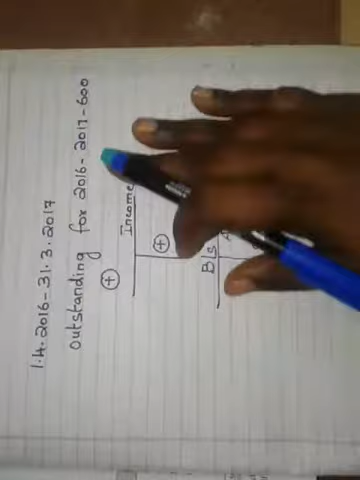 1.4.2016-31.3.2017
Outstanding for 2016-2017-600
+
Income
+
B/s
A